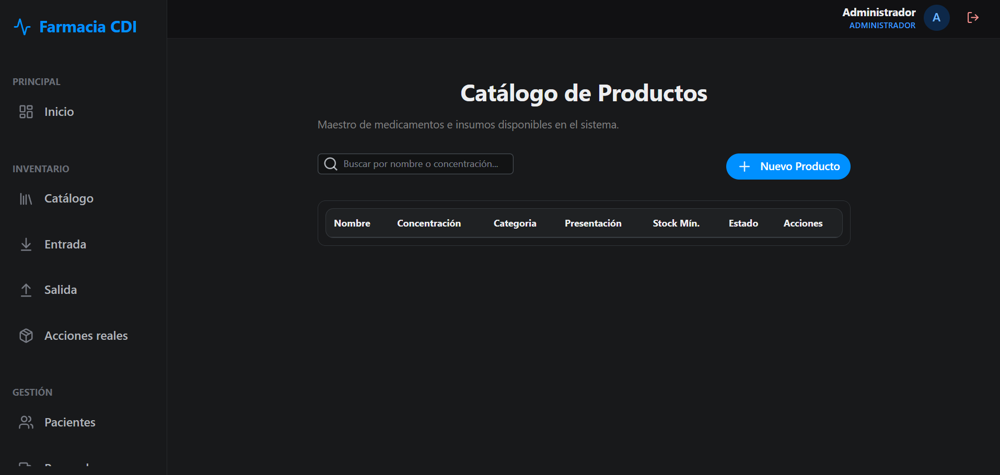 Farmacia CDI
Administrador
ADMINISTRADOR
A
PRINCIPAL
Inicio
INVENTARIO
Catálogo
Entrada
Salida
Acciones reales
GESTIÓN
Pacientes
Catálogo de Productos
Maestro de medicamentos e insumos disponibles en el sistema.
Buscar por nombre o concentración...
Nuevo Producto
Nombre Concentración Categoria Presentación Stock Mín. Estado Acciones